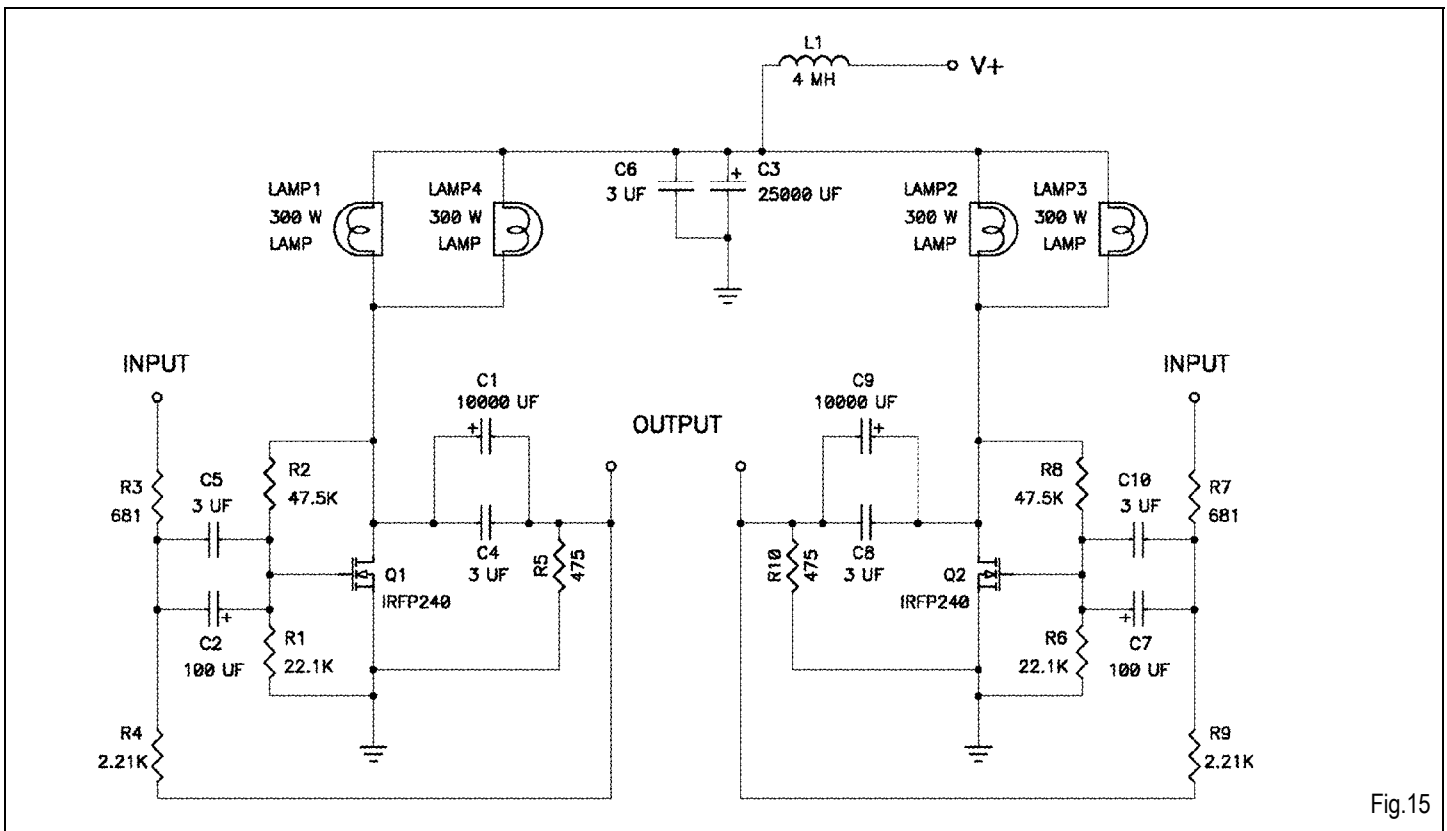 L1
4 MH
V+
LAMP1
300 W
LAMP
LAMP4
300 W
LAMP
C6
3 UF
+
C3
25000 UF
LAMP2
300 W
LAMP
LAMP3
300 W
LAMP
INPUT
R3
681
C5
3 UF
R2
47.5K
C1
10000 UF
+
C4
3 UF
R5
475
Q1
IRFP240
C2
+
100 UF
R1
22.1K
R4
2.21K
OUTPUT
C9
10000 UF
+
C8
3 UF
R10
475
Q2
IRFP240
R8
47.5K
C10
3 UF
INPUT
R7
681
R6
22.1K
+
C7
100 UF
R9
2.21K
Fig.15